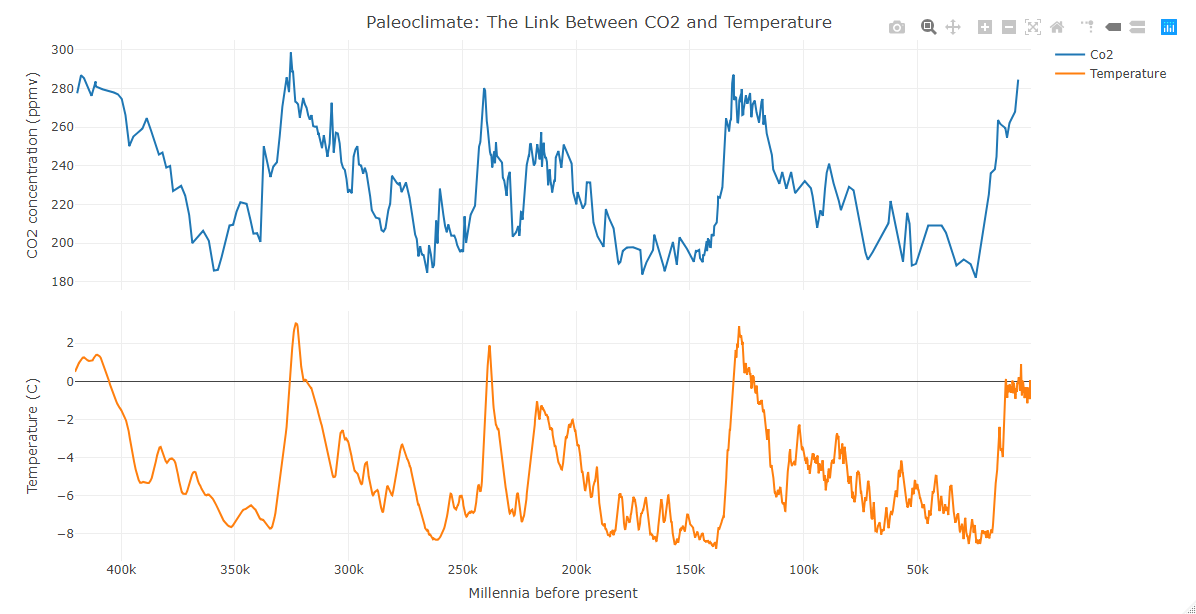 Paleoclimate: The Link Between CO2 and Temperature
Co2
Temperature
CO2 concentration (ppmv)
300
280
260
240
220
200
180
Temperature (C)
2
0
−2
−4
−6
−8
400k
350k
300k
250k
200k
150k
100k
50k
Millennia before present